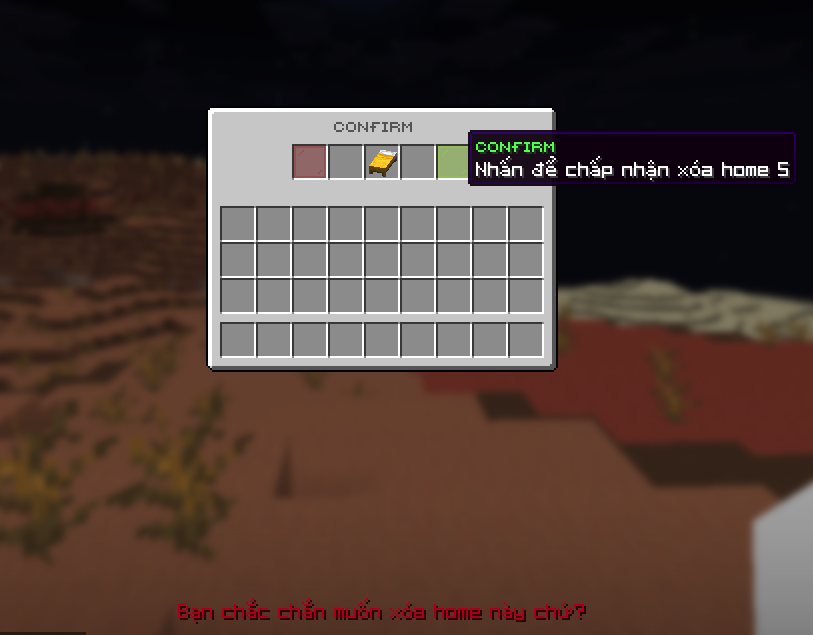 CONFIRM
CONFIRM
Nhấn để chấp nhận xóa home 5
Bạn chắc chắn muốn xóa home này chứ?